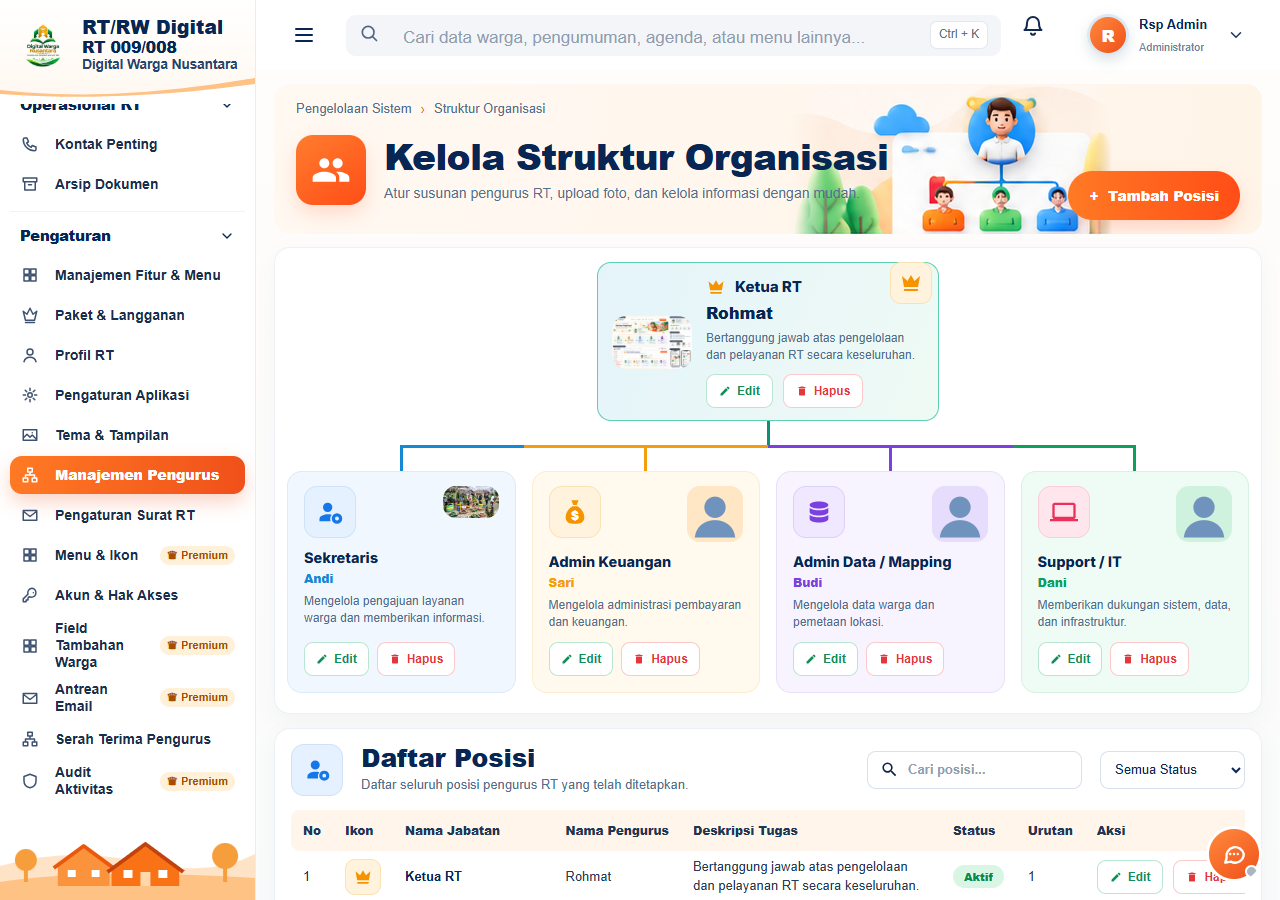 RT/RW Digital
RT 009/008
Digital Warga Nusantara
Cari data warga, pengumuman, agenda, atau menu lainnya...
Ctrl + K
R
Rsp Admin
Administrator
Operasional RT
Kontak Penting
Arsip Dokumen
Pengaturan
Manajemen Fitur & Menu
Paket & Langganan
Profil RT
Pengaturan Aplikasi
Tema & Tampilan
Manajemen Pengurus
Pengaturan Surat RT
Menu & Ikon
Premium
Akun & Hak Akses
Field
Tambahan
Warga
Premium
Antrean
Email
Premium
Serah Terima Pengurus
Audit
Aktivitas
Premium
Pengelolaan Sistem › Struktur Organisasi
Kelola Struktur Organisasi
Atur susunan pengurus RT, upload foto, dan kelola informasi dengan mudah.
+ Tambah Posisi
Ketua RT
Rohmat
Bertanggung jawab atas pengelolaan
dan pelayanan RT secara keseluruhan.
Edit
Hapus
Sekretaris
Andi
Mengelola pengajuan layanan
warga dan memberikan informasi.
Edit
Hapus
Admin Keuangan
Sari
Mengelola administrasi pembayaran
dan keuangan.
Edit
Hapus
Admin Data / Mapping
Budi
Mengelola data warga dan
pemetaan lokasi.
Edit
Hapus
Support / IT
Dani
Memberikan dukungan sistem, data,
dan infrastruktur.
Edit
Hapus
Daftar Posisi
Daftar seluruh posisi pengurus RT yang telah ditetapkan.
Cari posisi...
Semua Status
No Ikon Nama Jabatan Nama Pengurus Deskripsi Tugas Status Urutan Aksi
1 Ketua RT Rohmat Bertanggung jawab atas pengelolaan
dan pelayanan RT secara keseluruhan.
Aktif 1 Edit